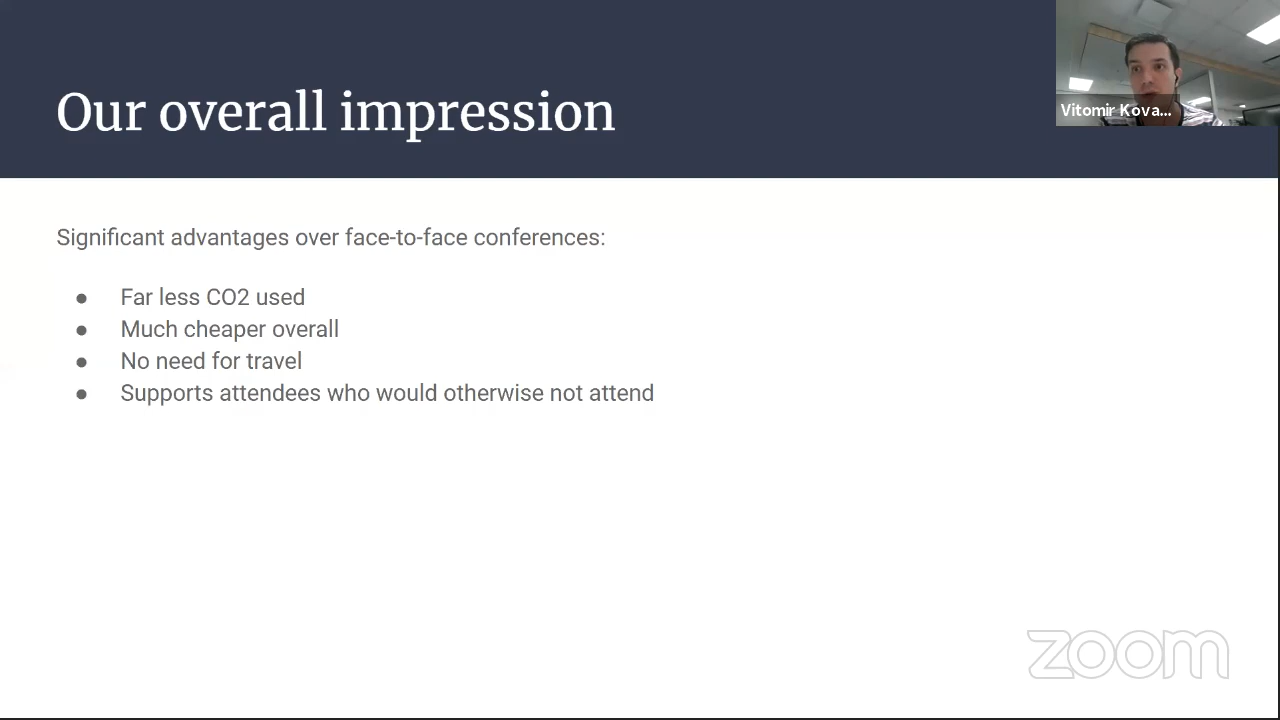 Our overall impression
Vitomir Kova...
Significant advantages over face-to-face conferences:
● Far less CO2 used
● Much cheaper overall
● No need for travel
● Supports attendees who would otherwise not attend
zoom